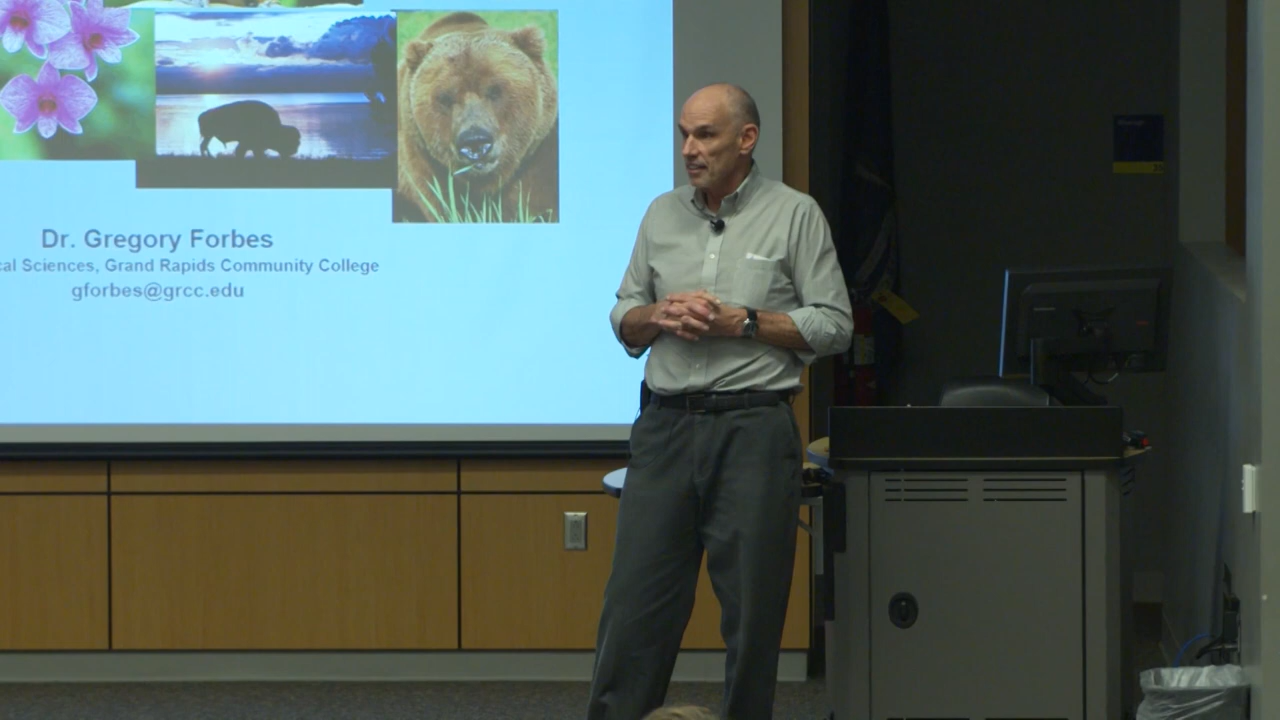 Dr. Gregory Forbes
cal Sciences, Grand Rapids Community College
gforbes@grcc.edu